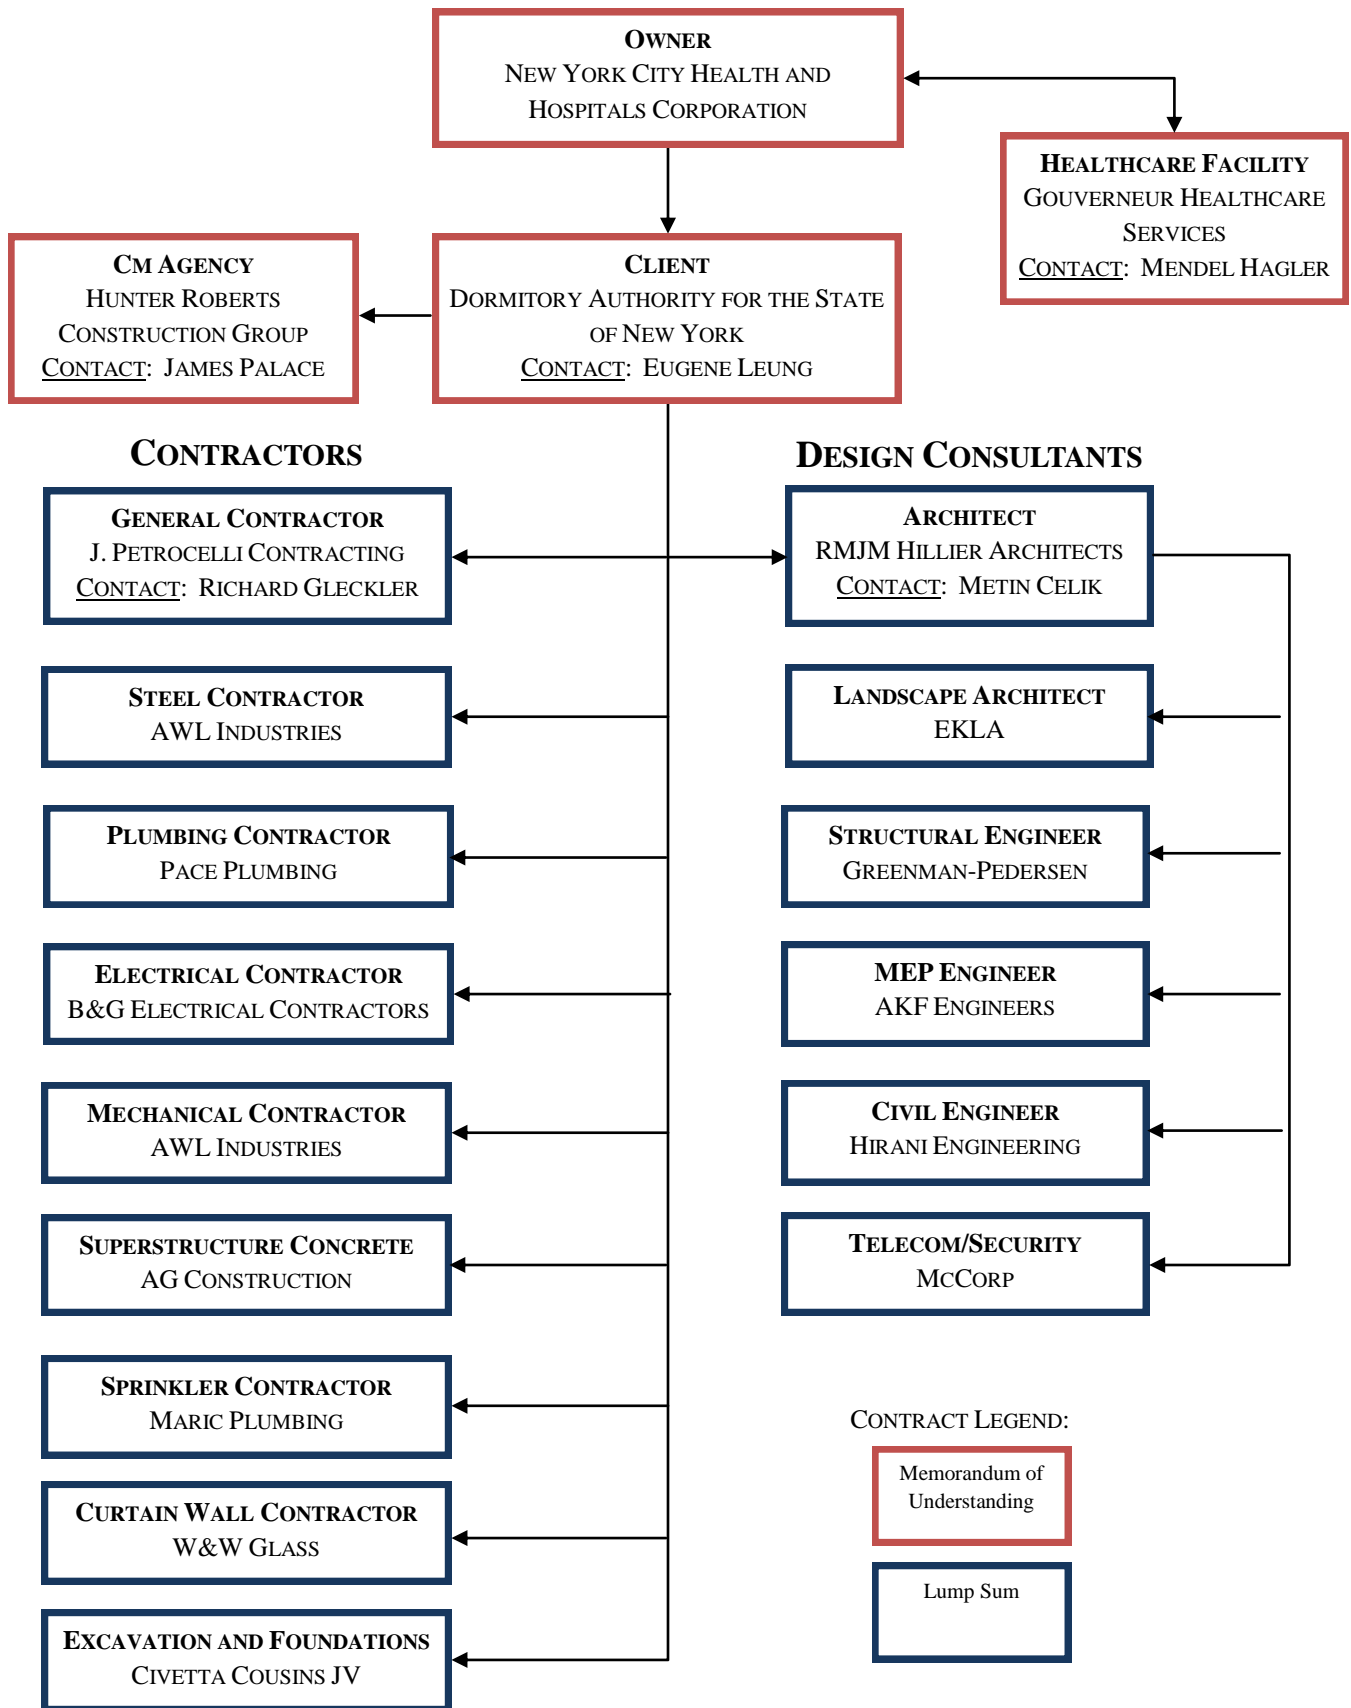 OWNER
NEW YORK CITY HEALTH AND
HOSPITALS CORPORATION
HEALTHCARE FACILITY
GOUVERNEUR HEALTHCARE
SERVICES
CONTACT: MENDEL HAGLER
CM AGENCY
HUNTER ROBERTS
CONSTRUCTION GROUP
CONTACT: JAMES PALACE
CLIENT
DORMITORY AUTHORITY FOR THE STATE
OF NEW YORK
CONTACT: EUGENE LEUNG
CONTRACTORS
GENERAL CONTRACTOR
J. PETROCELLI CONTRACTING
CONTACT: RICHARD GLECKLER
STEEL CONTRACTOR
AWL INDUSTRIES
PLUMBING CONTRACTOR
PACE PLUMBING
ELECTRICAL CONTRACTOR
B&G ELECTRICAL CONTRACTORS
MECHANICAL CONTRACTOR
AWL INDUSTRIES
SUPERSTRUCTURE CONCRETE
AG CONSTRUCTION
SPRINKLER CONTRACTOR
MARIC PLUMBING
CURTAIN WALL CONTRACTOR
W&W GLASS
EXCAVATION AND FOUNDATIONS
CIVETTA COUSINS JV
DESIGN CONSULTANTS
ARCHITECT
RMJM HILLIER ARCHITECTS
CONTACT: METIN CELIK
LANDSCAPE ARCHITECT
EKLA
STRUCTURAL ENGINEER
GREENMAN-PEDERSEN
MEP ENGINEER
AKF ENGINEERS
CIVIL ENGINEER
HIRANI ENGINEERING
TELECOM/SECURITY
MCCORP
CONTRACT LEGEND:
Memorandum of
Understanding
Lump Sum